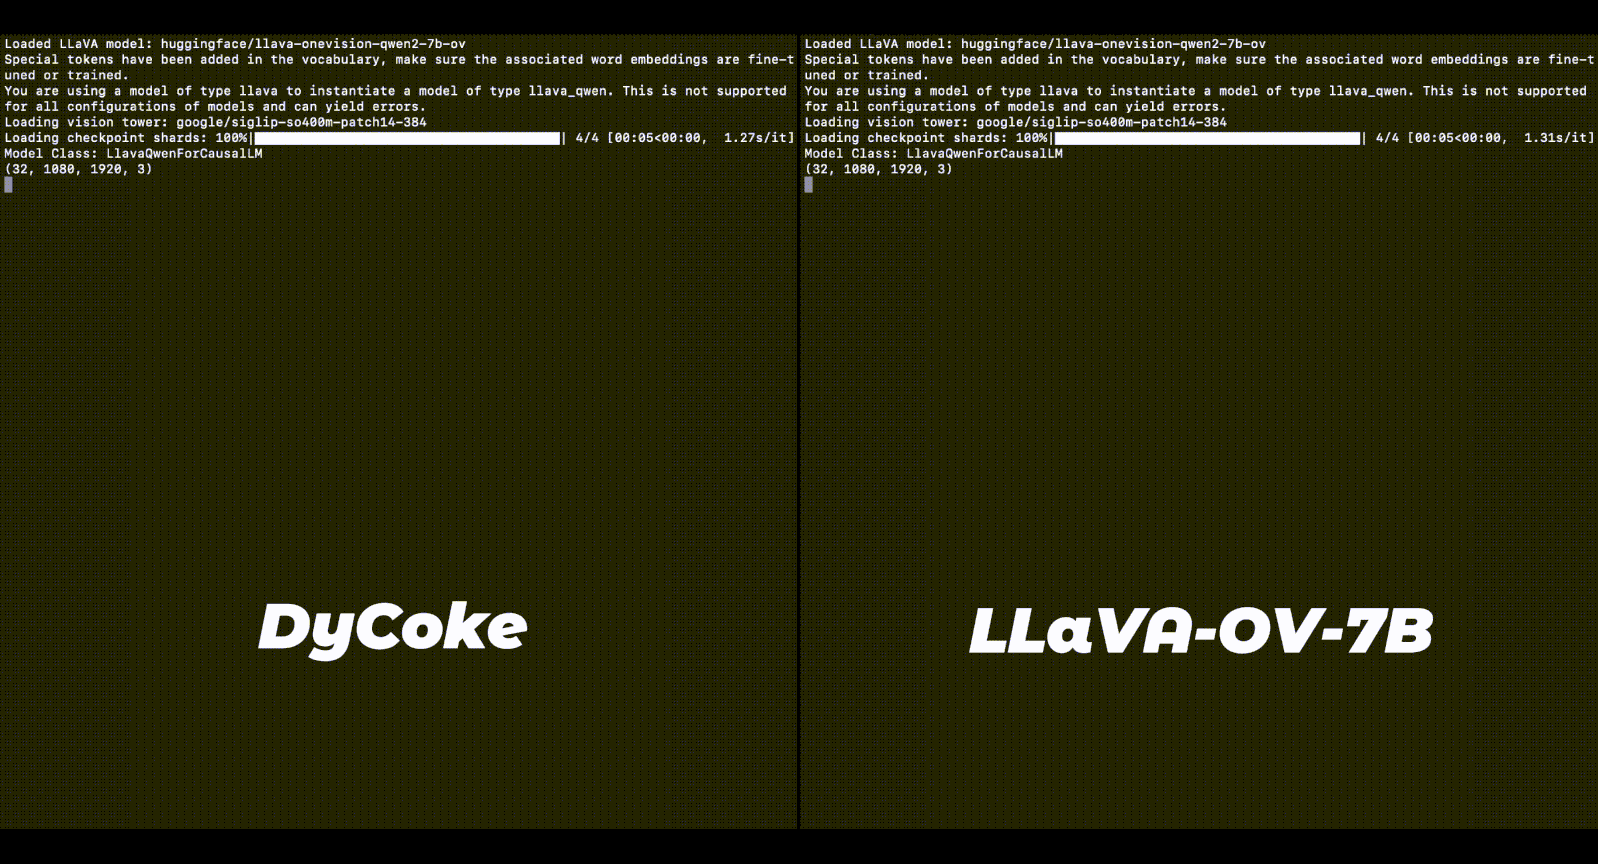 Loaded LLaVA model: huggingface/llava-onevision-qwen2-7b-ov
Special tokens have been added in the vocabulary, make sure the associated word embeddings are fine-t
uned or trained.
You are using a model of type llava to instantiate a model of type llava_qwen. This is not supported
for all configurations of models and can yield errors.
Loading vision tower: google/siglip-so400m-patch14-384
Loading checkpoint shards: 100%|██████████| 4/4 [00:05<00:00,  1.27s/it]
Model Class: LlavaQwenForCausalLM
(32, 1080, 1920, 3)
DyCoke
Loaded LLaVA model: huggingface/llava-onevision-qwen2-7b-ov
Special tokens have been added in the vocabulary, make sure the associated word embeddings are fine-t
uned or trained.
You are using a model of type llava to instantiate a model of type llava_qwen. This is not supported
for all configurations of models and can yield errors.
Loading vision tower: google/siglip-so400m-patch14-384
Loading checkpoint shards: 100%|██████████| 4/4 [00:05<00:00,  1.31s/it]
Model Class: LlavaQwenForCausalLM
(32, 1080, 1920, 3)
LLaVA-OV-7B